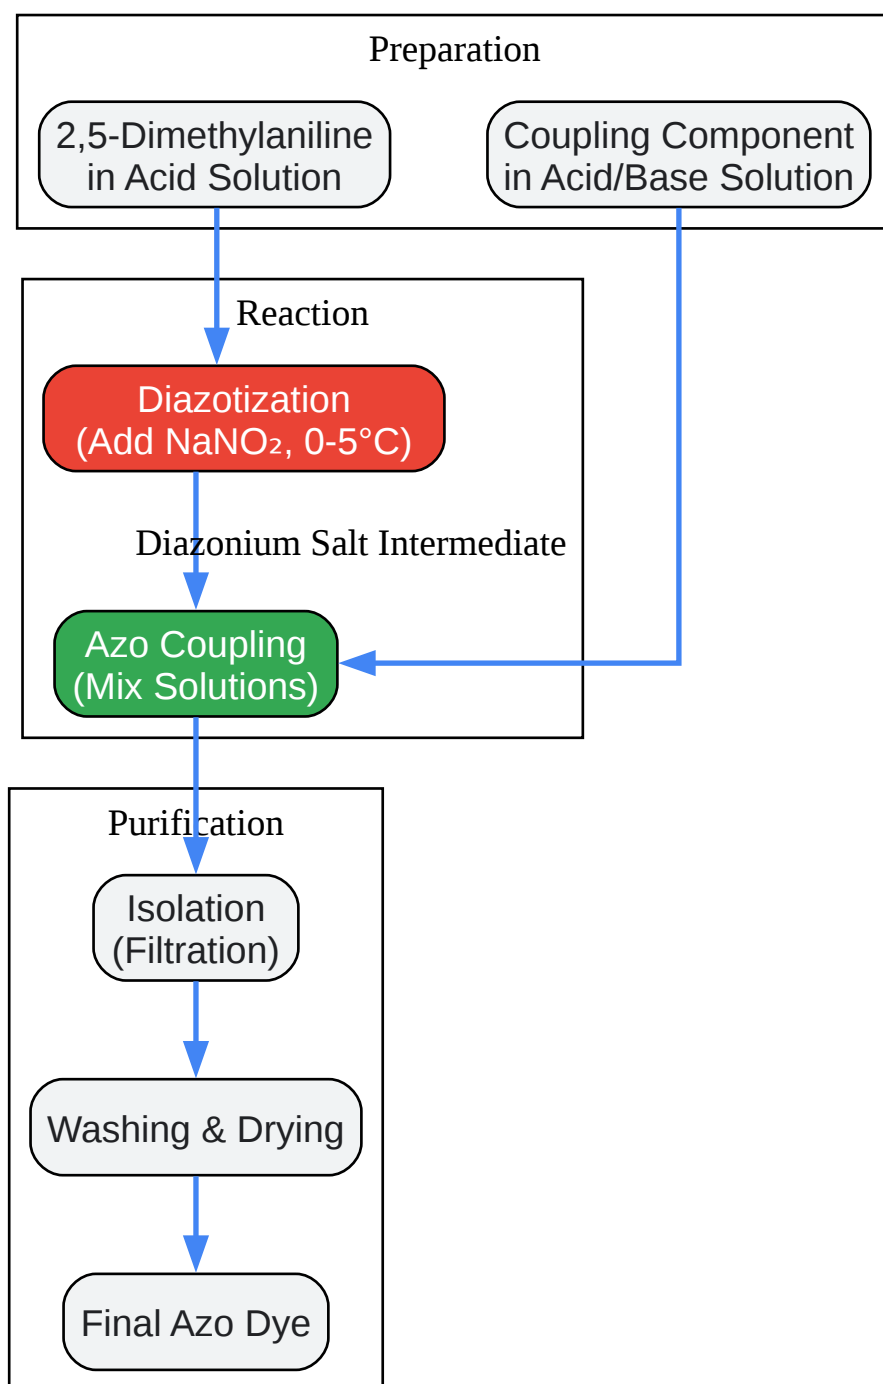 Preparation
2,5-Dimethylaniline
in Acid Solution
Coupling Component
in Acid/Base Solution
Reaction
Diazotization
(Add NaNO₂, 0-5°C)
Diazonium Salt Intermediate
Azo Coupling
(Mix Solutions)
Purification
Isolation
(Filtration)
Washing & Drying
Final Azo Dye